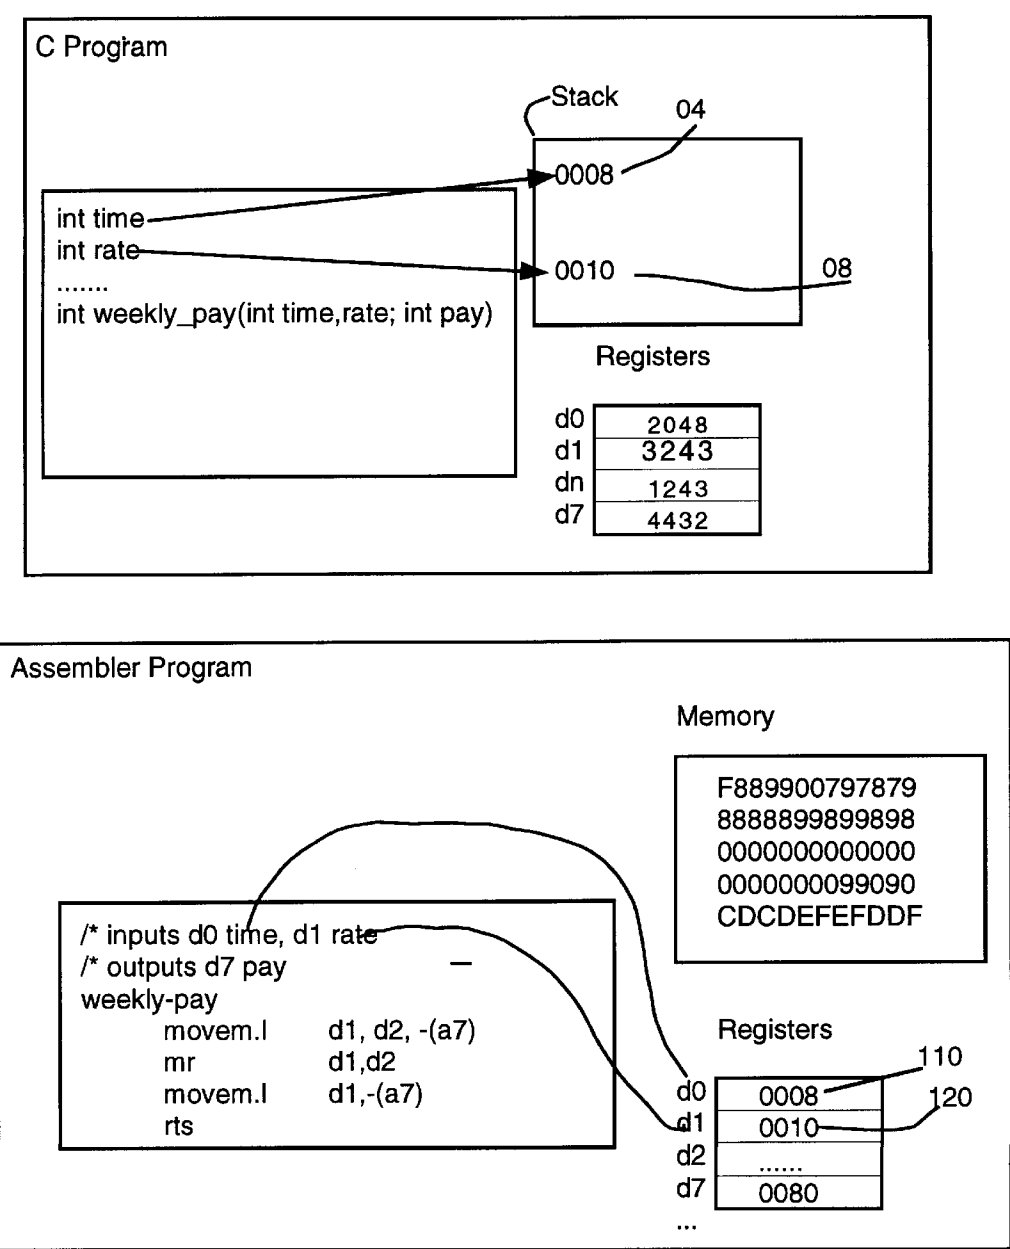 C Program
Stack
04
0008
int time
int rate
.......
int weekly_pay(int time,rate; int pay)
0010
08
Registers
d0 2048
d1 3243
dn 1243
d7 4432
Assembler Program
Memory
F889900797879
8888899899898
0000000000000
0000000099090
CDCDEFEFDDF
/* inputs d0 time, d1 rate
/* outputs d7 pay
weekly-pay
movem.l d1, d2, -(a7)
mr d1,d2
movem.l d1,-(a7)
rts
Registers
110
d0 0008
120
d1 0010
d2 ......
d7 0080
...